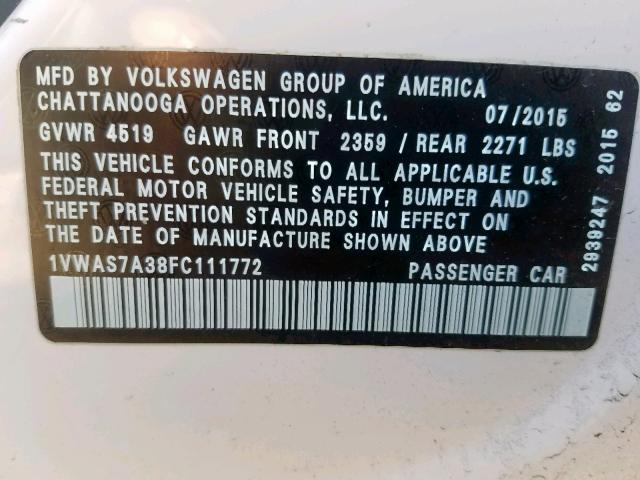 MFD BY VOLKSWAGEN GROUP OF AMERICA
CHATTANOOGA OPERATIONS, LLC. 07/2015
GVWR 4519 GAWR FRONT 2359 / REAR 2271 LBS
THIS VEHICLE CONFORMS TO ALL APPLICABLE U.S.
FEDERAL MOTOR VEHICLE SAFETY, BUMPER AND
THEFT PREVENTION STANDARDS IN EFFECT ON
THE DATE OF MANUFACTURE SHOWN ABOVE
1VWAS7A38FC111772 PASSENGER CAR
2939247 2015 62